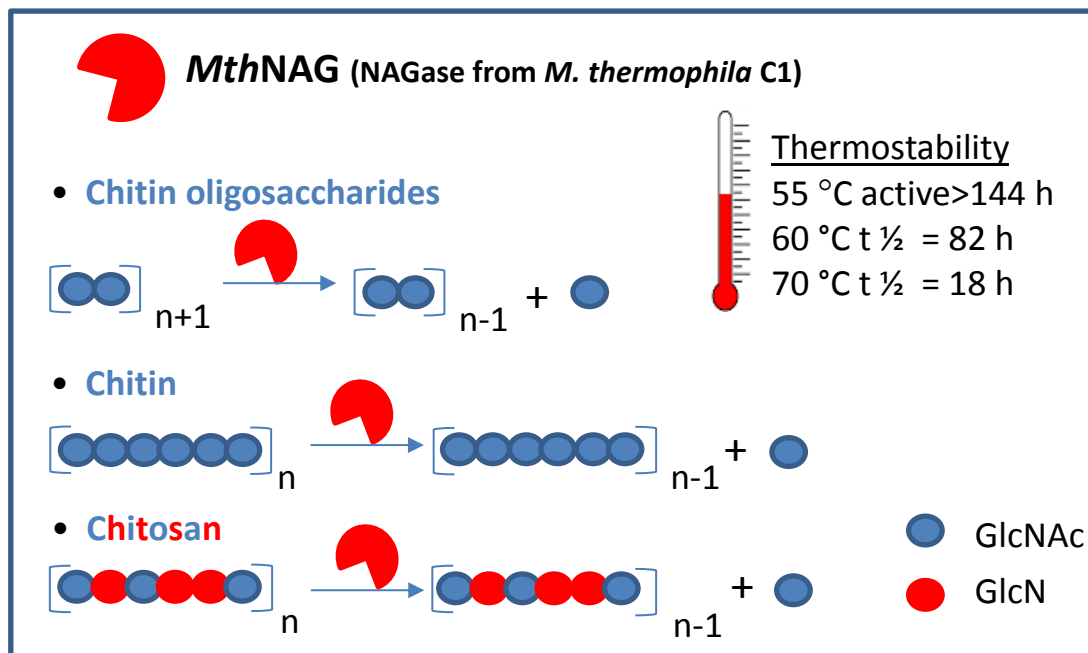 MthNAG (NAGase from M. thermophila C1)
Thermostability
55 °C active>144 h
60 °C t ½ = 82 h
70 °C t ½ = 18 h
• Chitin oligosaccharides
n+1
n-1
+
• Chitin
n
n-1
+
• Chitosan
n
n-1
+
GlcNAc
GlcN